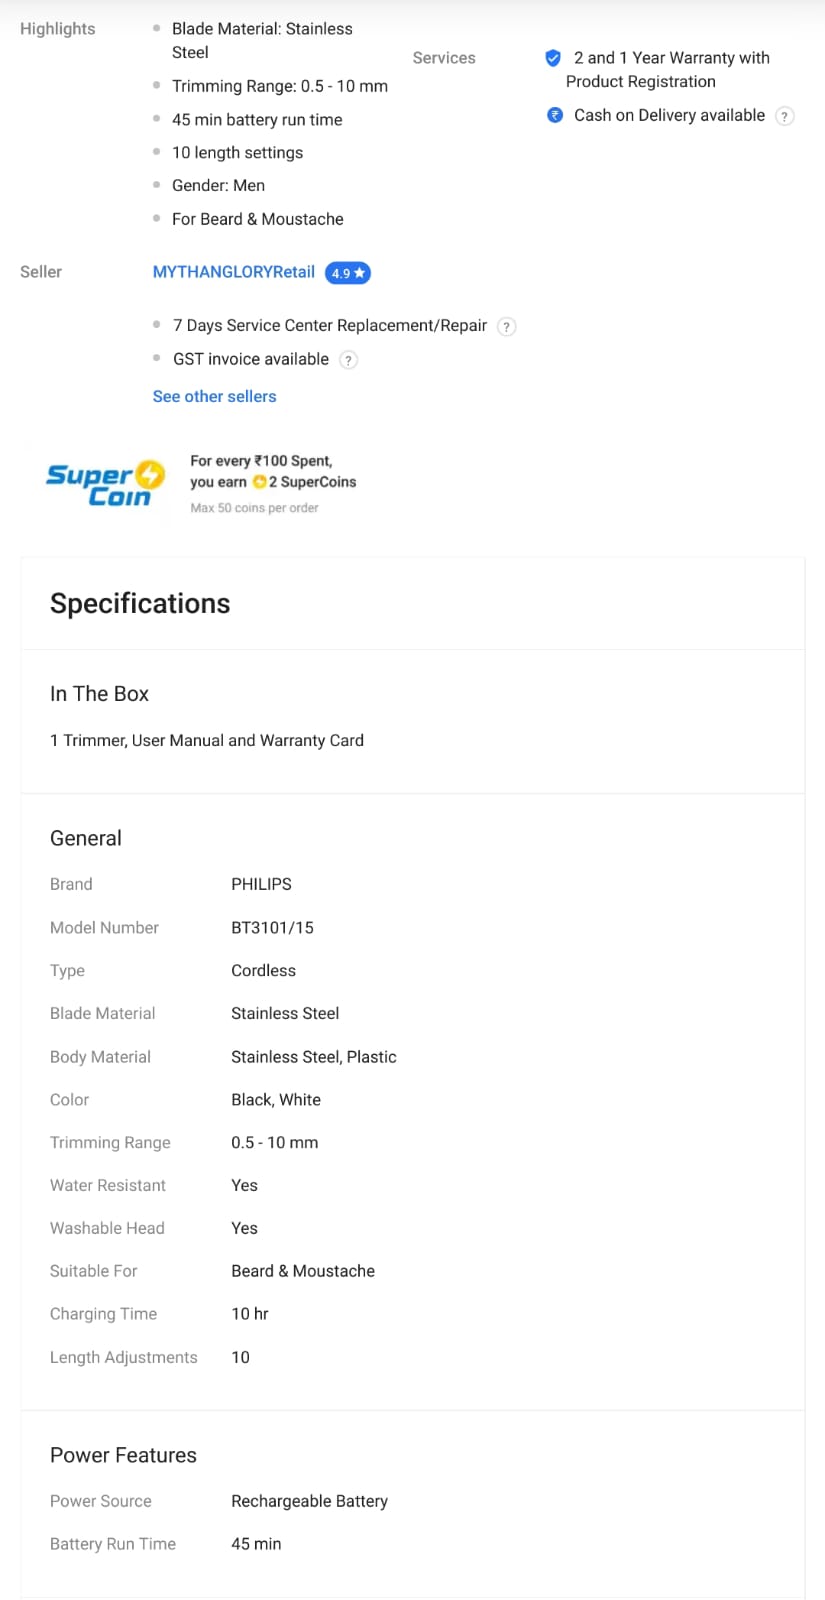 Highlights
Blade Material: Stainless
Steel
Trimming Range: 0.5 - 10 mm
45 min battery run time
10 length settings
Gender: Men
For Beard & Moustache
Services
2 and 1 Year Warranty with
Product Registration
₹ Cash on Delivery available ?
Seller
MYTHANGLORYRetail 4.9 ★
7 Days Service Center Replacement/Repair ?
GST invoice available ?
See other sellers
Super
Coin
For every ₹100 Spent,
you earn 2 SuperCoins
Max 50 coins per order
Specifications
In The Box
1 Trimmer, User Manual and Warranty Card
General
Brand PHILIPS
Model Number BT3101/15
Type Cordless
Blade Material Stainless Steel
Body Material Stainless Steel, Plastic
Color Black, White
Trimming Range 0.5 - 10 mm
Water Resistant Yes
Washable Head Yes
Suitable For Beard & Moustache
Charging Time 10 hr
Length Adjustments 10
Power Features
Power Source Rechargeable Battery
Battery Run Time 45 min